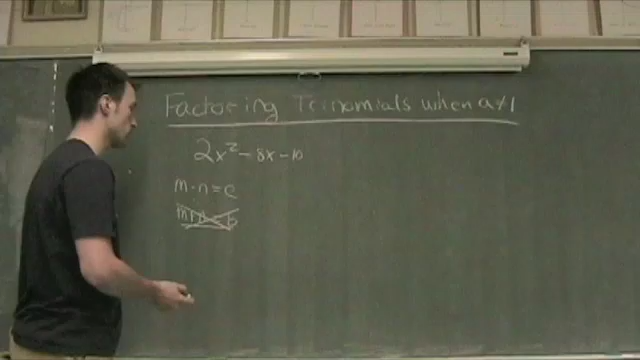 Factoring Trinomials when a≠1
2x² - 8x - 10
m · n = c
m + n = b